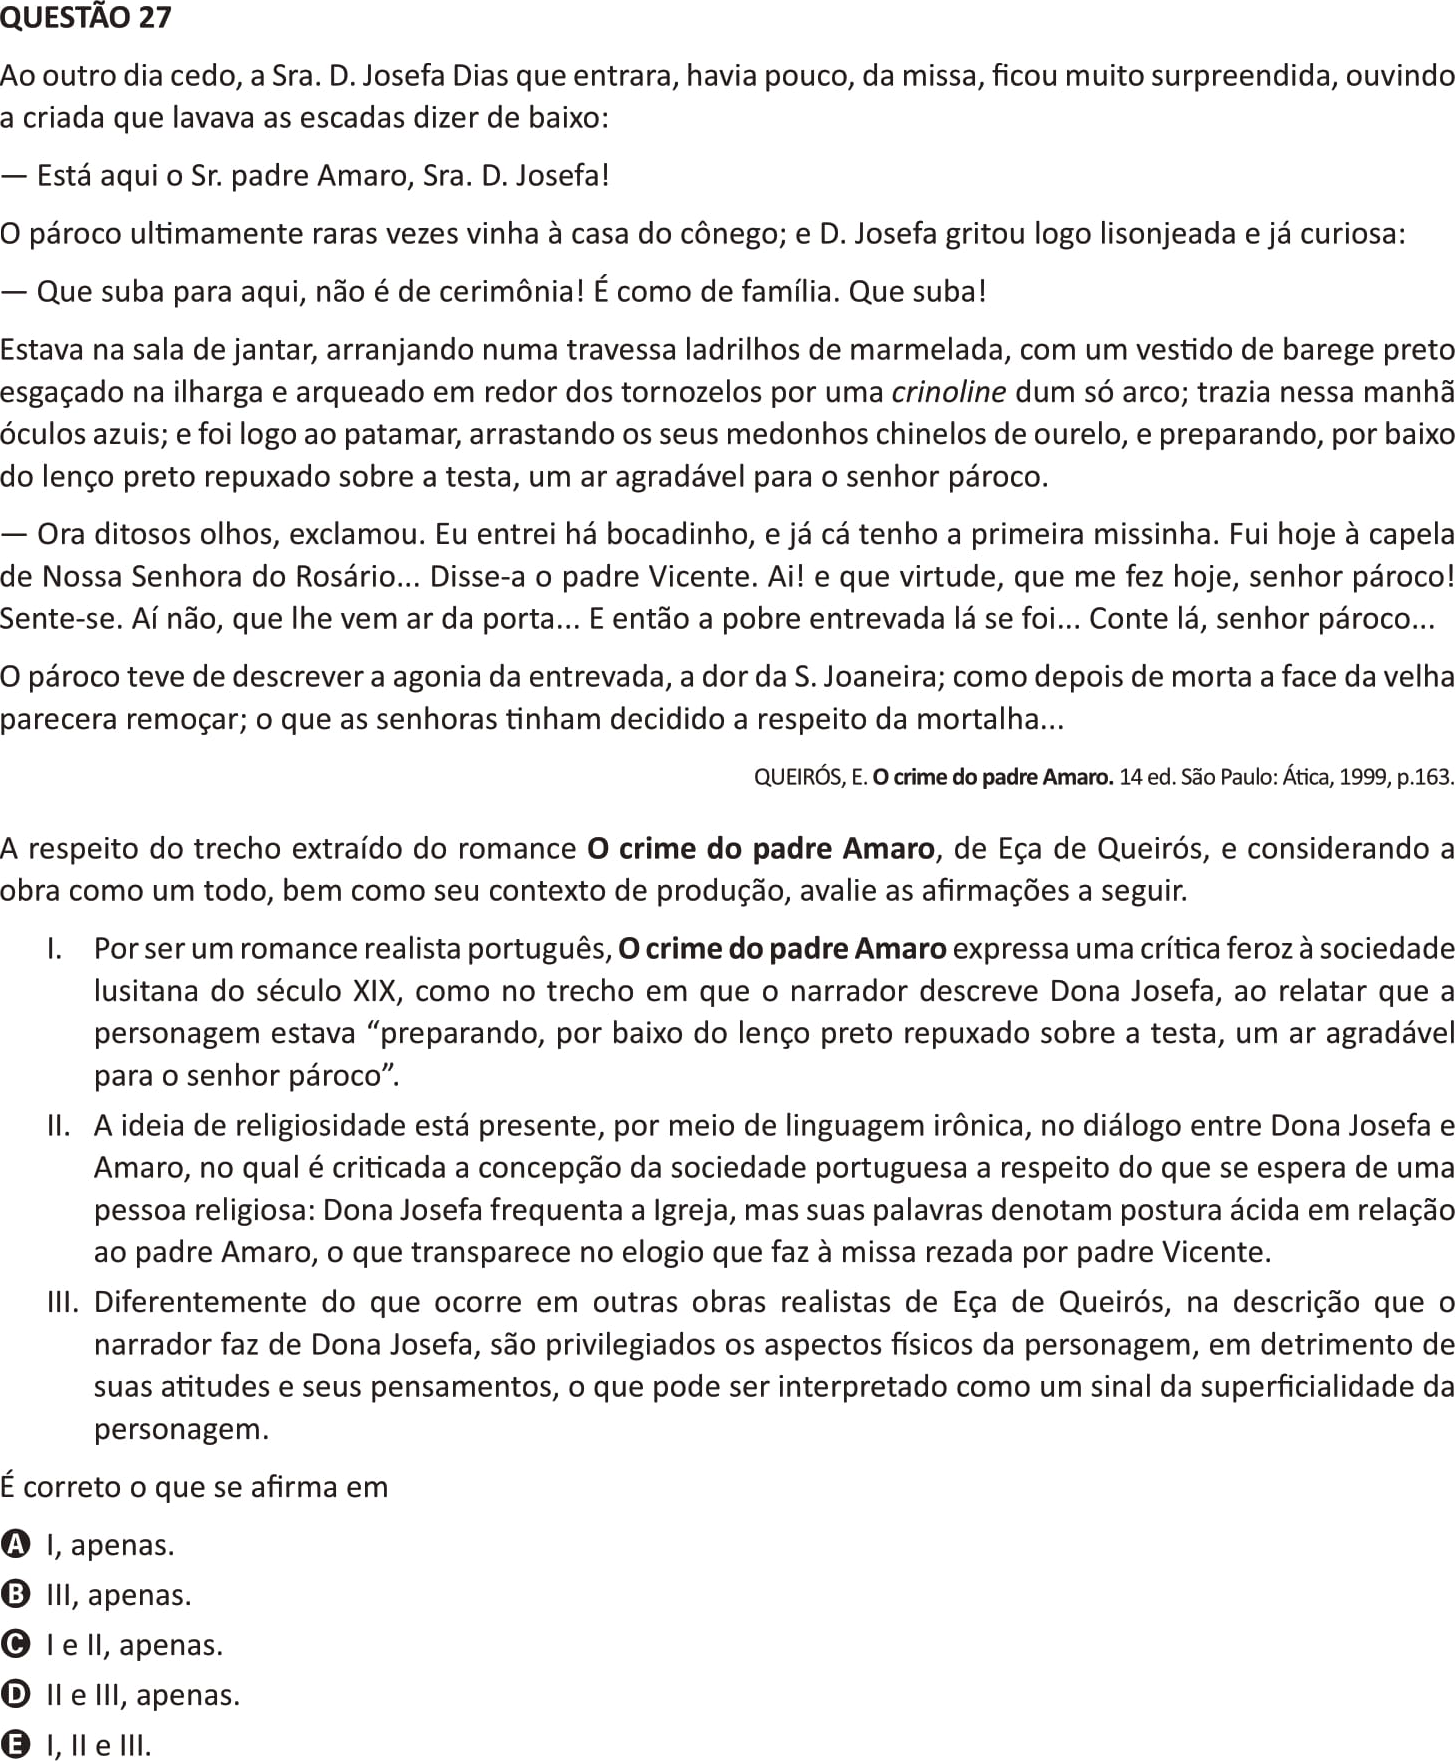 QUESTÃO 27
Ao outro dia cedo, a Sra. D. Josefa Dias que entrara, havia pouco, da missa, ficou muito surpreendida, ouvindo
a criada que lavava as escadas dizer de baixo:
— Está aqui o Sr. padre Amaro, Sra. D. Josefa!
O pároco ultimamente raras vezes vinha à casa do cônego; e D. Josefa gritou logo lisonjeada e já curiosa:
— Que suba para aqui, não é de cerimônia! É como de família. Que suba!
Estava na sala de jantar, arranjando numa travessa ladrilhos de marmelada, com um vestido de barege preto
esgaçado na ilharga e arqueado em redor dos tornozelos por uma crinoline dum só arco; trazia nessa manhã
óculos azuis; e foi logo ao patamar, arrastando os seus medonhos chinelos de ourelo, e preparando, por baixo
do lenço preto repuxado sobre a testa, um ar agradável para o senhor pároco.
— Ora ditosos olhos, exclamou. Eu entrei há bocadinho, e já cá tenho a primeira missinha. Fui hoje à capela
de Nossa Senhora do Rosário... Disse-a o padre Vicente. Ai! e que virtude, que me fez hoje, senhor pároco!
Sente-se. Aí não, que lhe vem ar da porta... E então a pobre entrevada lá se foi... Conte lá, senhor pároco...
O pároco teve de descrever a agonia da entrevada, a dor da S. Joaneira; como depois de morta a face da velha
parecera remoçar; o que as senhoras tinham decidido a respeito da mortalha...
QUEIRÓS, E. O crime do padre Amaro. 14 ed. São Paulo: Ática, 1999, p.163.
A respeito do trecho extraído do romance O crime do padre Amaro, de Eça de Queirós, e considerando a
obra como um todo, bem como seu contexto de produção, avalie as afirmações a seguir.
I. Por ser um romance realista português, O crime do padre Amaro expressa uma crítica feroz à sociedade
lusitana do século XIX, como no trecho em que o narrador descreve Dona Josefa, ao relatar que a
personagem estava “preparando, por baixo do lenço preto repuxado sobre a testa, um ar agradável
para o senhor pároco”.
II. A ideia de religiosidade está presente, por meio de linguagem irônica, no diálogo entre Dona Josefa e
Amaro, no qual é criticada a concepção da sociedade portuguesa a respeito do que se espera de uma
pessoa religiosa: Dona Josefa frequenta a Igreja, mas suas palavras denotam postura ácida em relação
ao padre Amaro, o que transparece no elogio que faz à missa rezada por padre Vicente.
III. Diferentemente do que ocorre em outras obras realistas de Eça de Queirós, na descrição que o
narrador faz de Dona Josefa, são privilegiados os aspectos físicos da personagem, em detrimento de
suas atitudes e seus pensamentos, o que pode ser interpretado como um sinal da superficialidade da
personagem.
É correto o que se afirma em
A I, apenas.
B III, apenas.
C I e II, apenas.
D II e III, apenas.
E I, II e III.